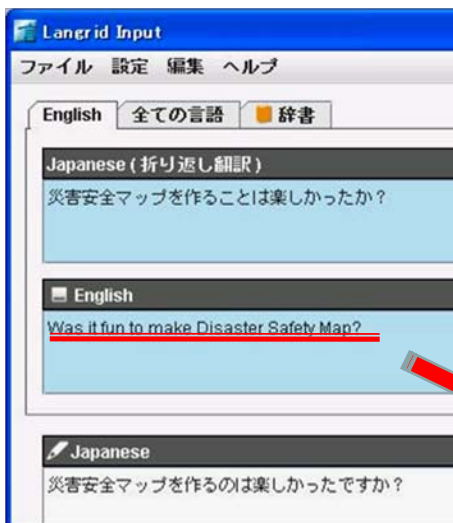 Langrid Input
ファイル 設定 編集 ヘルプ
English 全ての言語 辞書
Japanese (折り返し翻訳)
災害安全マップを作ることは楽しかったか？
English
Was it fun to make Disaster Safety Map?
Japanese
災害安全マップを作るのは楽しかったですか？